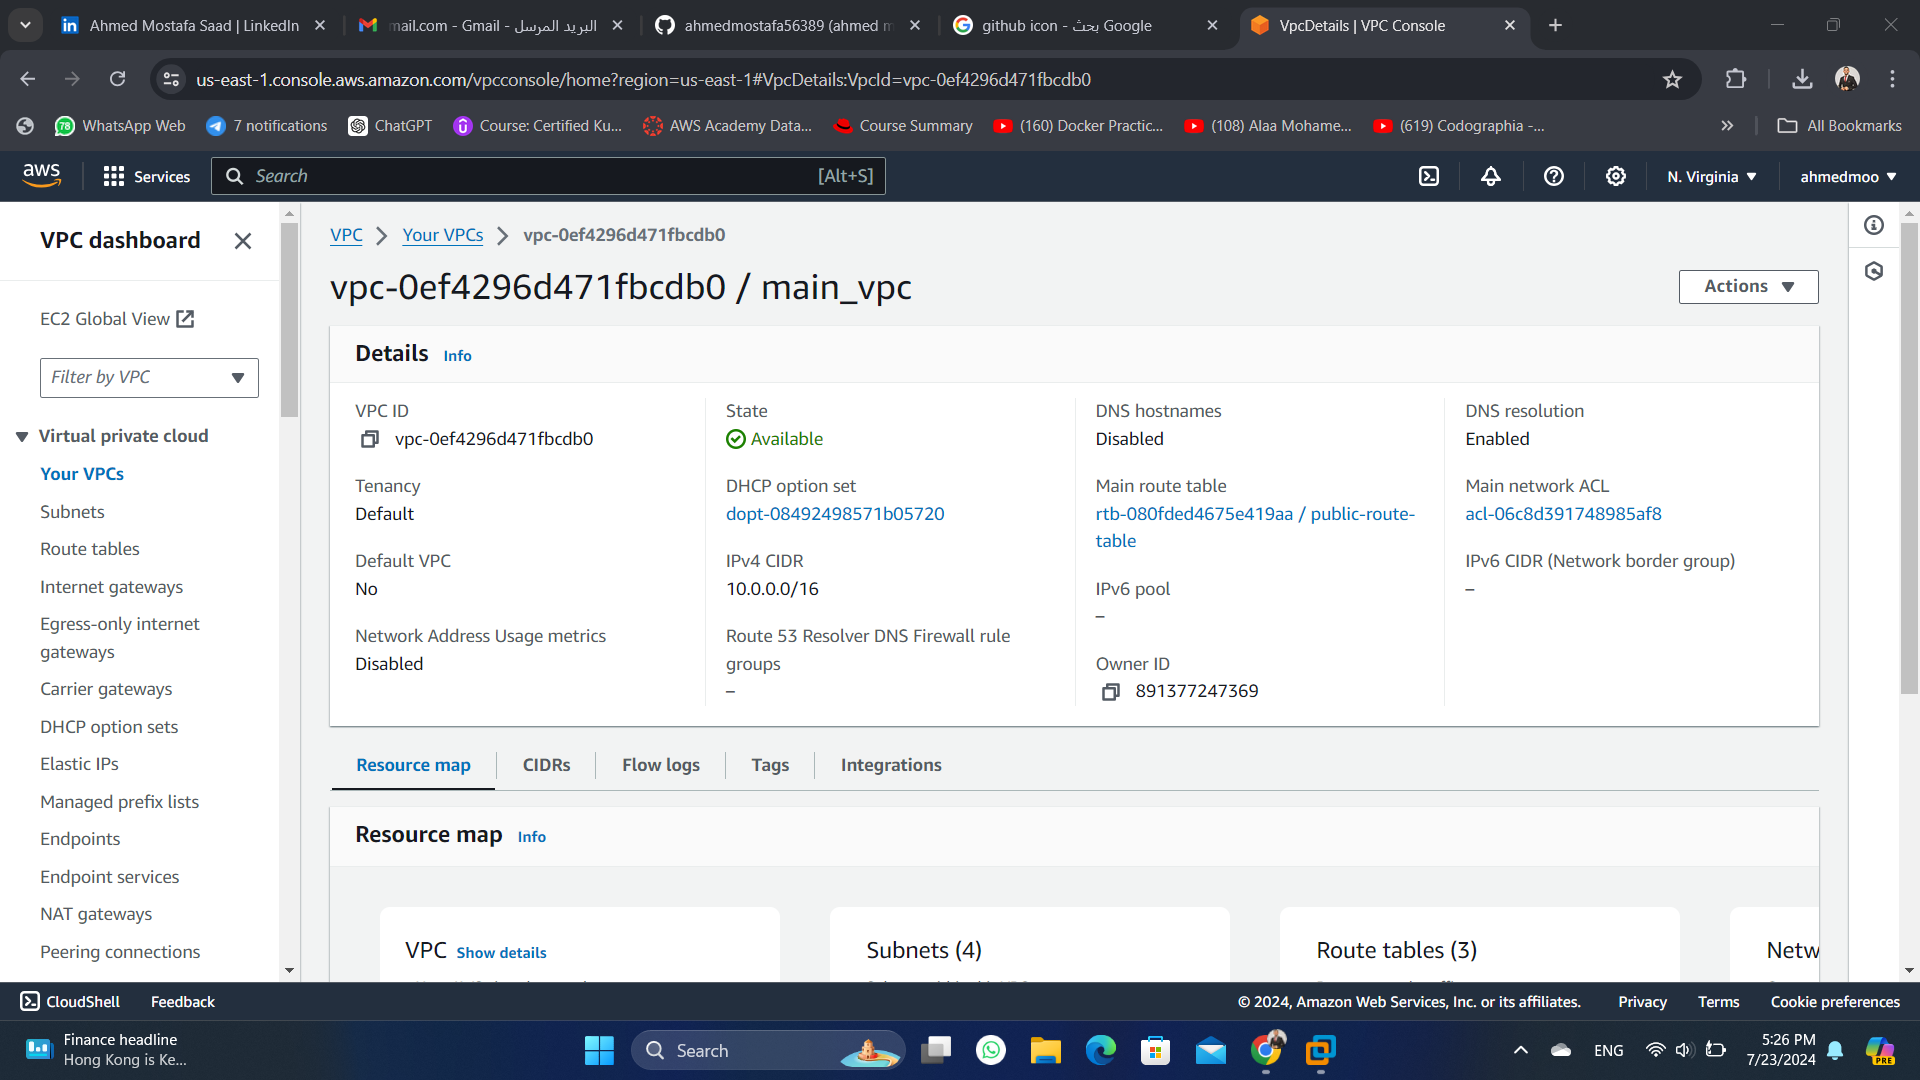 Ahmed Mostafa Saad | LinkedIn
mail.com - Gmail - البريد المرسل
ahmedmostafa56389 (ahmed m
github icon - بحث Google
VpcDetails | VPC Console
us-east-1.console.aws.amazon.com/vpcconsole/home?region=us-east-1#VpcDetails:VpcId=vpc-0ef4296d471fbcdb0
78 WhatsApp Web
7 notifications
ChatGPT
Course: Certified Ku...
AWS Academy Data...
Course Summary
(160) Docker Practic...
(108) Alaa Mohame...
(619) Codographia -...
All Bookmarks
aws
Services
Search
[Alt+S]
N. Virginia
ahmedmoo
VPC dashboard
EC2 Global View
Filter by VPC
Virtual private cloud
Your VPCs
Subnets
Route tables
Internet gateways
Egress-only internet
gateways
Carrier gateways
DHCP option sets
Elastic IPs
Managed prefix lists
Endpoints
Endpoint services
NAT gateways
Peering connections
VPC
Your VPCs
vpc-0ef4296d471fbcdb0
vpc-0ef4296d471fbcdb0 / main_vpc
Actions
Details Info
VPC ID
vpc-0ef4296d471fbcdb0
State
Available
DNS hostnames
Disabled
DNS resolution
Enabled
Tenancy
Default
DHCP option set
dopt-08492498571b05720
Main route table
rtb-080fded4675e419aa / public-route-
table
Main network ACL
acl-06c8d391748985af8
Default VPC
No
IPv4 CIDR
10.0.0.0/16
IPv6 pool
–
IPv6 CIDR (Network border group)
–
Network Address Usage metrics
Disabled
Route 53 Resolver DNS Firewall rule
groups
–
Owner ID
891377247369
Resource map
CIDRs
Flow logs
Tags
Integrations
Resource map Info
VPC Show details
Subnets (4)
Route tables (3)
Netw
CloudShell
Feedback
© 2024, Amazon Web Services, Inc. or its affiliates.
Privacy
Terms
Cookie preferences
Finance headline
Hong Kong is Ke...
Search
ENG
5:26 PM
7/23/2024
PRE